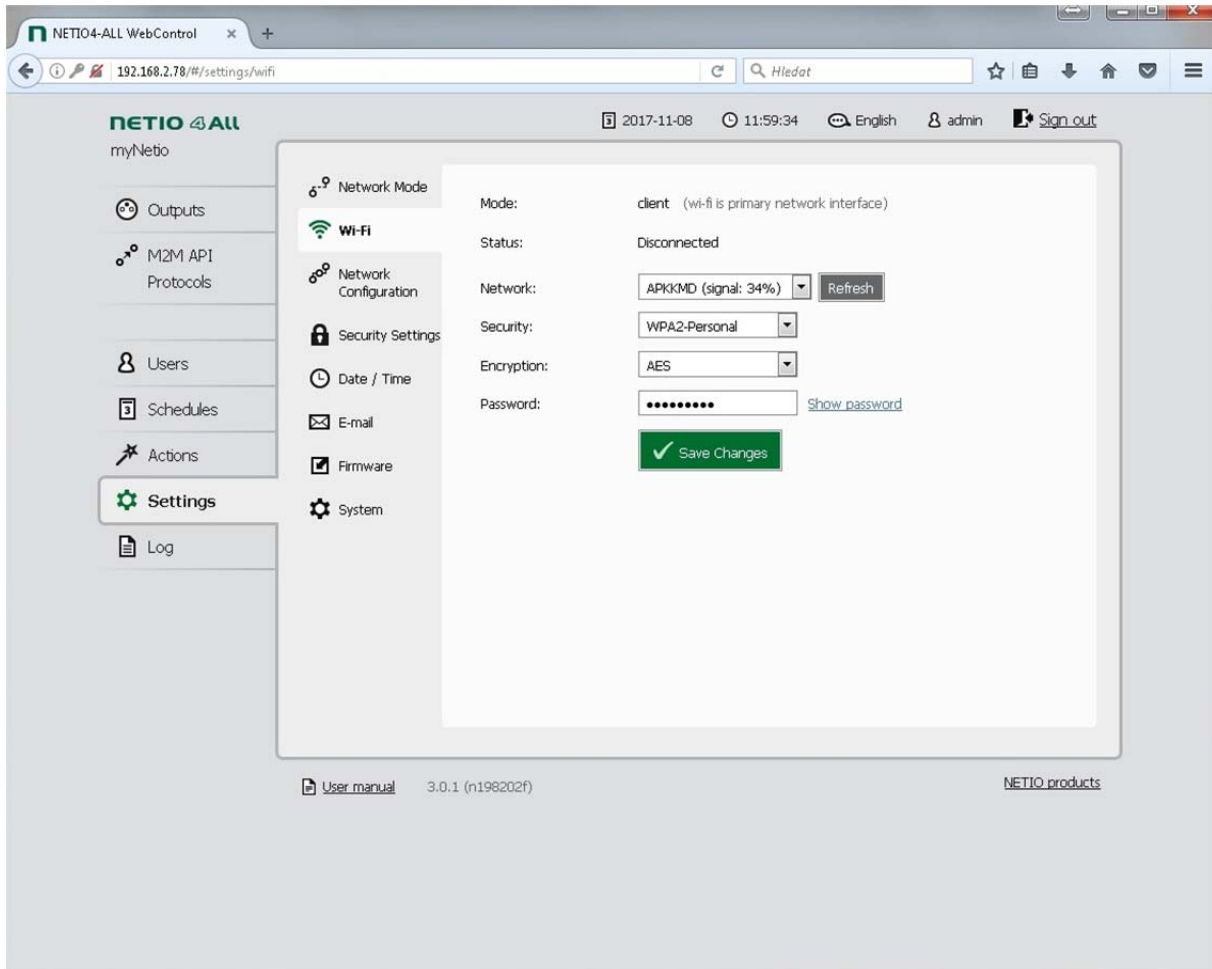 NETIO4-ALL WebControl
192.168.2.78/#/settings/wifi
Hledat
NETIO 4All
myNetio
2017-11-08
11:59:34
English
admin
Sign out
Outputs
M2M API
Protocols
Users
Schedules
Actions
Settings
Log
Network Mode
Wi-Fi
Network
Configuration
Security Settings
Date / Time
E-mail
Firmware
System
Mode: client (wi-fi is primary network interface)
Status: Disconnected
Network: APKKMD (signal: 34%) Refresh
Security: WPA2-Personal
Encryption: AES
Password: ••••••••• Show password
Save Changes
User manual 3.0.1 (n198202f)
NETIO products